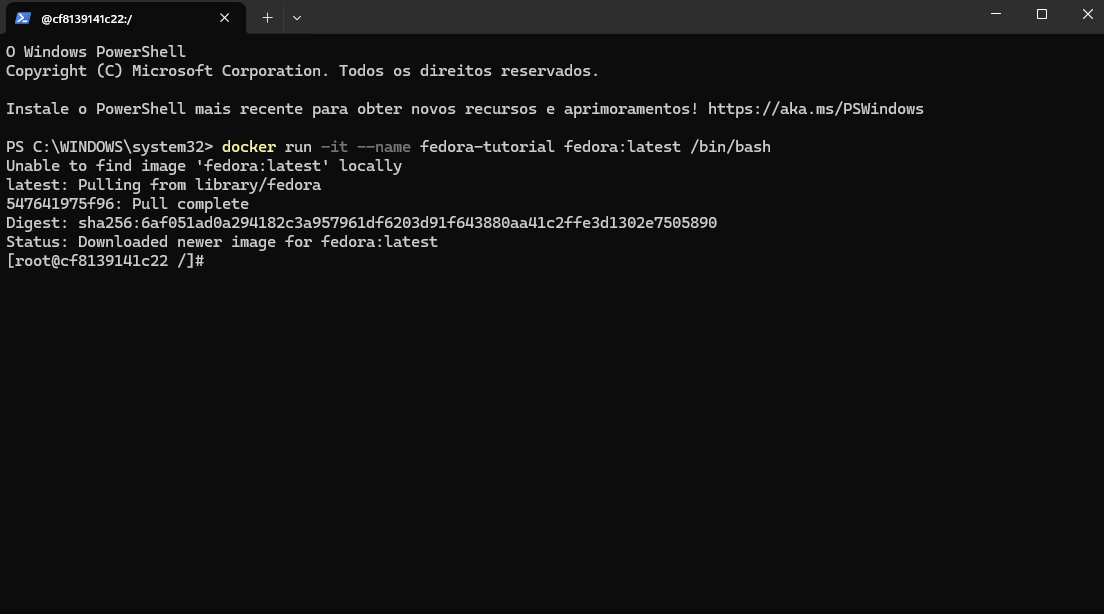 @cf8139141c22:/
O Windows PowerShell
Copyright (C) Microsoft Corporation. Todos os direitos reservados.
Instale o PowerShell mais recente para obter novos recursos e aprimoramentos! https://aka.ms/PSWindows
PS C:\WINDOWS\system32> docker run -it --name fedora-tutorial fedora:latest /bin/bash
Unable to find image 'fedora:latest' locally
latest: Pulling from library/fedora
547641975f96: Pull complete
Digest: sha256:6af051ad0a294182c3a957961df6203d91f643880aa41c2ffe3d1302e7505890
Status: Downloaded newer image for fedora:latest
[root@cf8139141c22 /]#